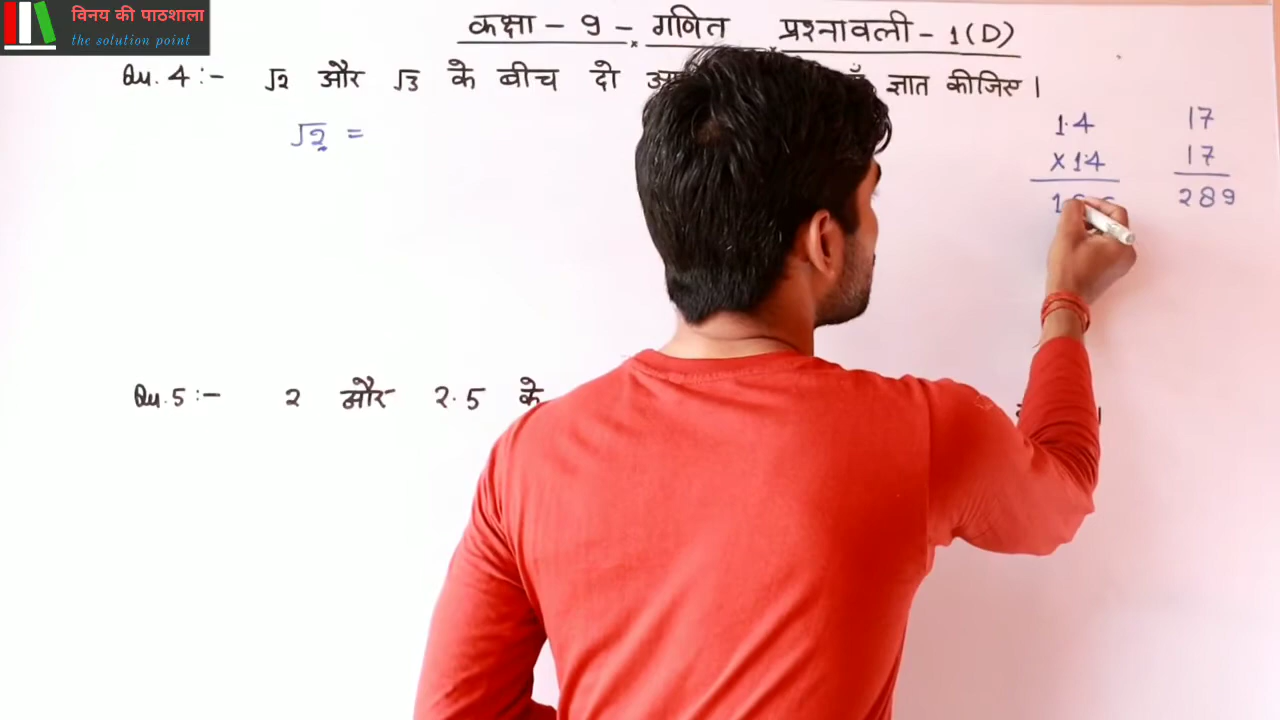 विनय की पाठशाला
the solution point
कक्षा - 9 - गणित प्रश्नावली - 1(D)
Qu. 4 :- √2 और √3 के बीच दो ज्ञात कीजिए ।
√2 =
1.4
x 1.4
17
17
289
Qu. 5 :- 2 और 2.5 के